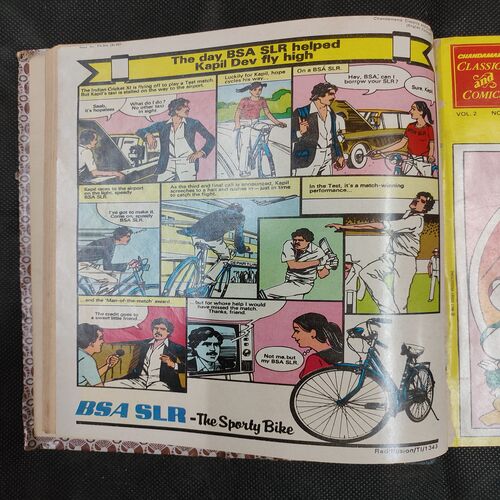 The day BSA SLR helped
Kapil Dev fly high
The Indian Cricket XI is flying off to play a Test match.
But Kapil's taxi is stalled on the way to the airport.
Saab,
it's hopeless
What do I do?
No other taxi
in sight.
Luckily for Kapil, hope
cycles his way...
On a BSA SLR.
Hey, BSA, can I
borrow your SLR?
Sure, Kapil
Kapil races to the airport
on the light, speedy
BSA SLR.
I've got to make it.
Come on, speedy
BSA SLR.
As the third and final call is announced, Kapil
screeches to a halt and rushes in – just in time
to catch the flight.
In the Test, it's a match-winning
performance...
and the 'Man-of-the-match' award.
The credit goes to
a sweet little friend...
but for whose help I would
have missed the match.
Thanks, friend.
Not me, but
my BSA SLR.
BSA SLR - The Sporty Bike
Radiffusion/TI/1343
CHANDAMAMA
CLASSIC
and
COMIC
VOL. 2